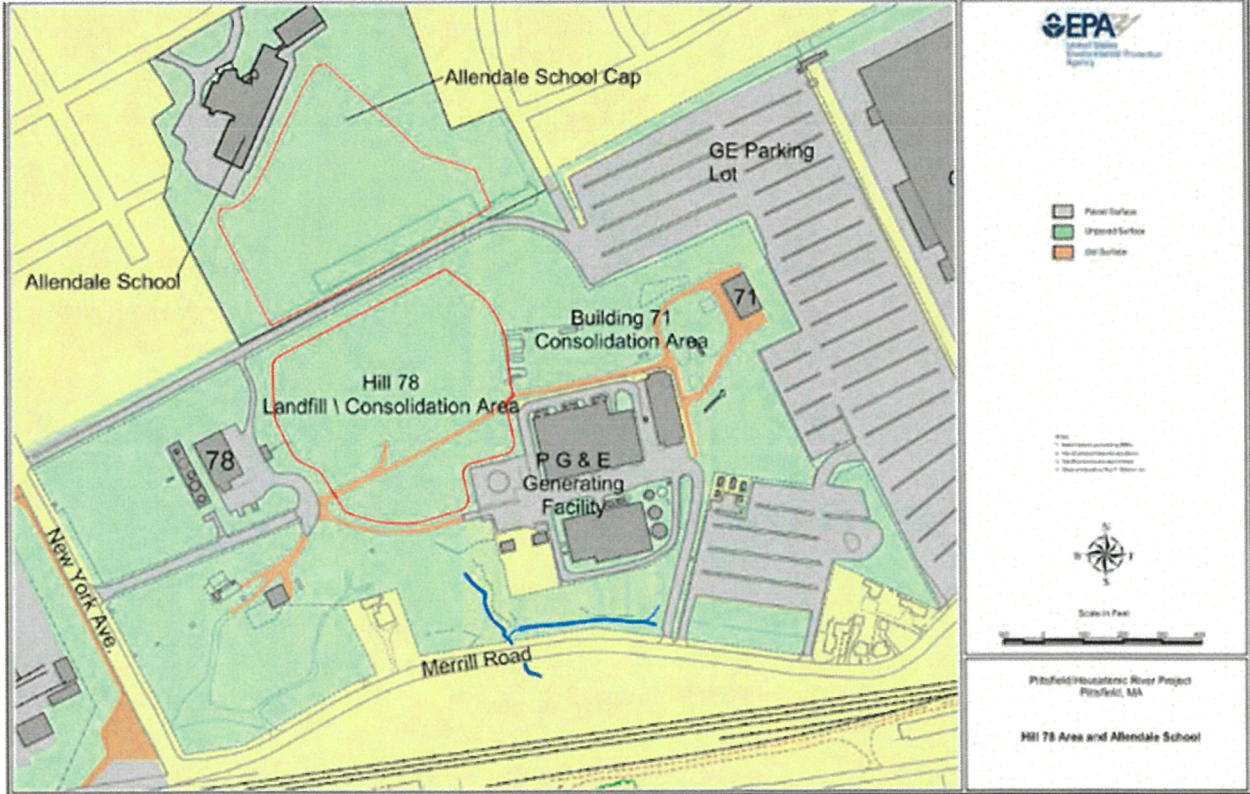 EPA
United States
Environmental Protection
Agency
Allendale School Cap
GE Parking
Lot
Allendale School
71
Building 71
Consolidation Area
Hill 78
Landfill \ Consolidation Area
78
P G & E
Generating
Facility
New York Ave.
Merrill Road
Paved Surface
Unpaved Surface
Dirt Surface
N
W
E
S
Scale in Feet
Pittsfield/Housatonic River Project
Pittsfield, MA
Hill 78 Area and Allendale School